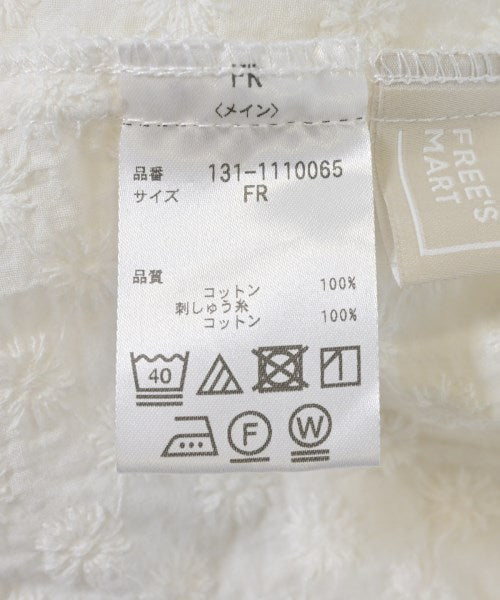 〈メイン〉
品番 131-1110065
サイズ FR
品質
コットン 100%
刺しゅう糸
コットン 100%
40
F W
FREE'S
MART